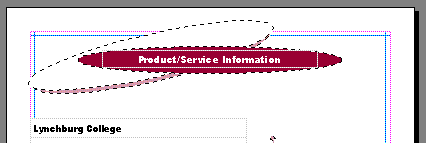 Product/Service Information
Lynchburg College